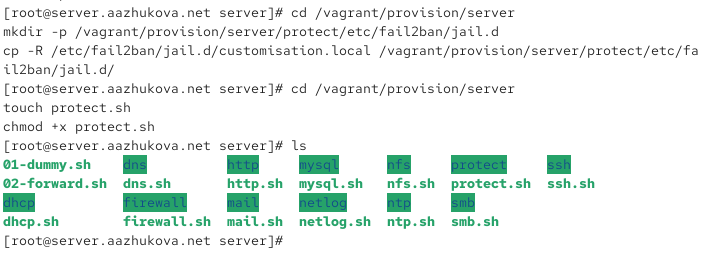 [root@server.aazhukova.net server]# cd /vagrant/provision/server
mkdir -p /vagrant/provision/server/protect/etc/fail2ban/jail.d
cp -R /etc/fail2ban/jail.d/customisation.local /vagrant/provision/server/protect/etc/fa
il2ban/jail.d/
[root@server.aazhukova.net server]# cd /vagrant/provision/server
touch protect.sh
chmod +x protect.sh
[root@server.aazhukova.net server]# ls
01-dummy.sh    dns          http     mysql      nfs     protect     ssh
02-forward.sh  dns.sh       http.sh  mysql.sh   nfs.sh  protect.sh  ssh.sh
dhcp           firewall     mail     netlog     ntp     smb
dhcp.sh        firewall.sh  mail.sh  netlog.sh  ntp.sh  smb.sh
[root@server.aazhukova.net server]#